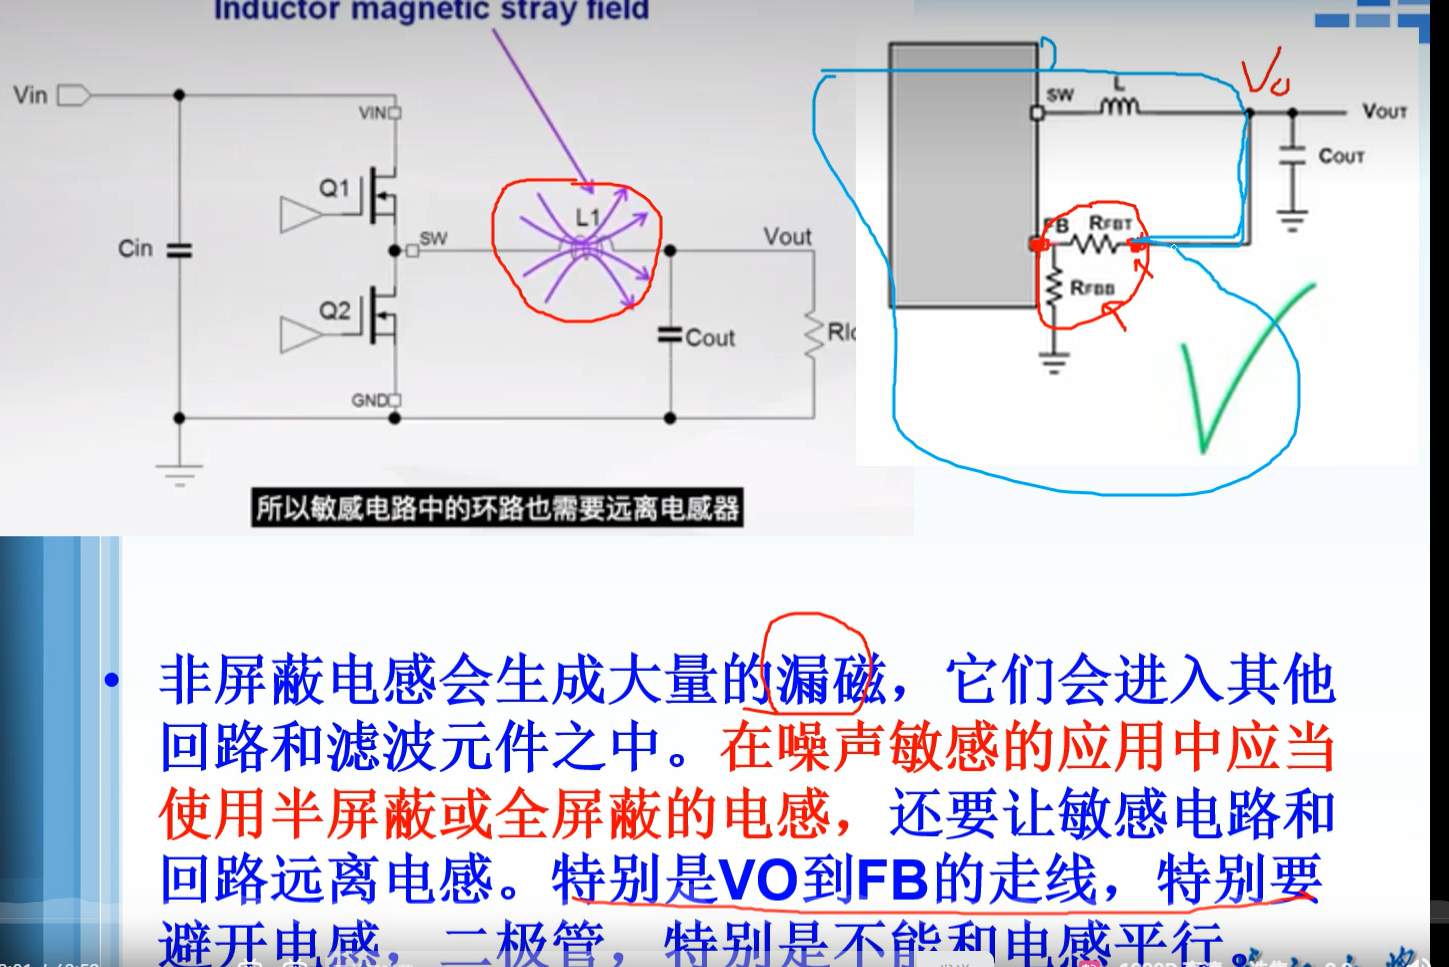 Inductor magnetic stray field
Vin
VIN
Q1
L1
SW
Vout
Cin
Q2
Cout
GND
所以敏感电路中的环路也需要远离电感器
Vo
SW
L
VOUT
COUT
FB
RFBT
RFBB
• 非屏蔽电感会生成大量的漏磁，它们会进入其他
回路和滤波元件之中。在噪声敏感的应用中应当
使用半屏蔽或全屏蔽的电感，还要让敏感电路和
回路远离电感。特别是VO到FB的走线，特别要
避开电感，二极管，特别是不能和电感平行。